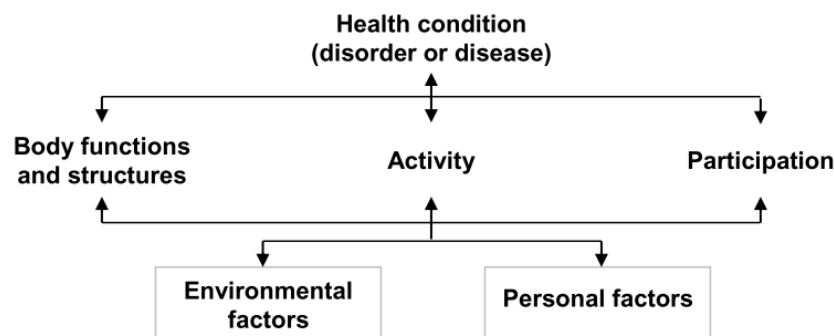 Health condition
(disorder or disease)
Body functions
and structures
Activity
Participation
Environmental
factors
Personal factors